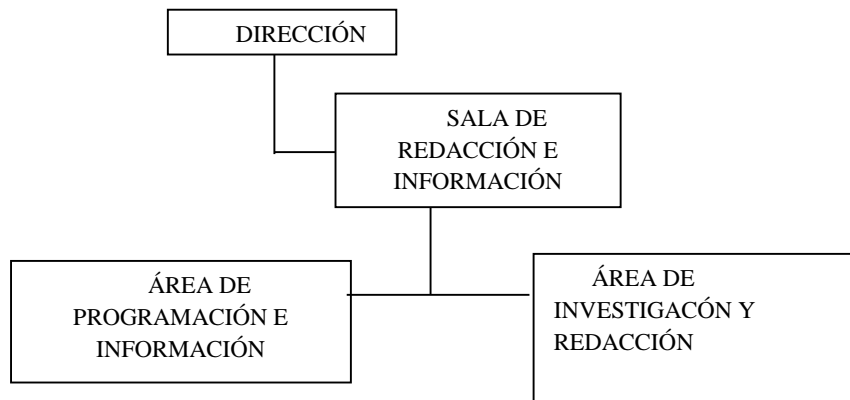 DIRECCIÓN
SALA DE
REDACCIÓN E
INFORMACIÓN
ÁREA DE
PROGRAMACIÓN E
INFORMACIÓN
ÁREA DE
INVESTIGACÓN Y
REDACCIÓN